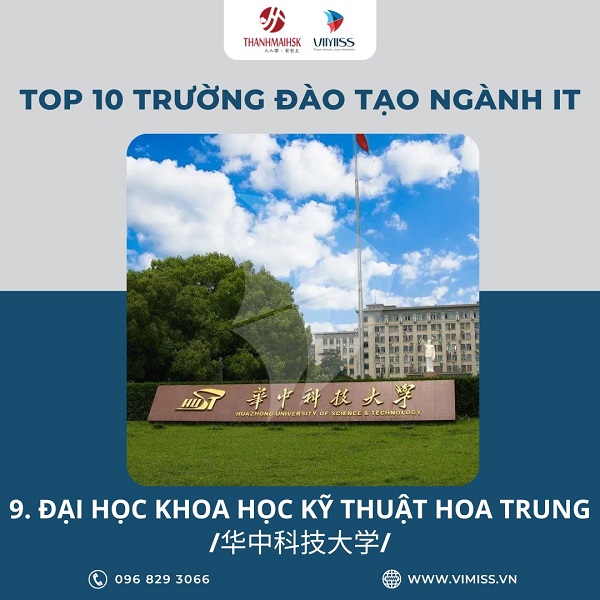 THANHMAIHSK
VIMISS
TOP 10 TRƯỜNG ĐÀO TẠO NGÀNH IT
HUST 華中科技大學
HUAZHONG UNIVERSITY OF SCIENCE & TECHNOLOGY
9. ĐẠI HỌC KHOA HỌC KỸ THUẬT HOA TRUNG
/华中科技大学/
096 829 3066
WWW.VIMISS.VN